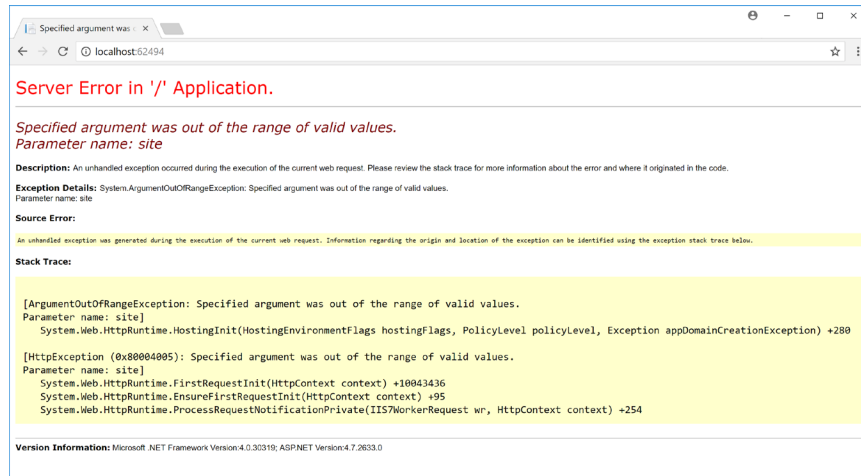 Specified argument was o
localhost:62494
Server Error in '/' Application.
Specified argument was out of the range of valid values.
Parameter name: site
Description: An unhandled exception occurred during the execution of the current web request. Please review the stack trace for more information about the error and where it originated in the code.
Exception Details: System.ArgumentOutOfRangeException: Specified argument was out of the range of valid values.
Parameter name: site
Source Error:
An unhandled exception was generated during the execution of the current web request. Information regarding the origin and location of the exception can be identified using the exception stack trace below.
Stack Trace:
[ArgumentOutOfRangeException: Specified argument was out of the range of valid values.
Parameter name: site]
System.Web.HttpRuntime.HostingInit(HostingEnvironmentFlags hostingFlags, PolicyLevel policyLevel, Exception appDomainCreationException) +280
[HttpException (0x80004005): Specified argument was out of the range of valid values.
Parameter name: site]
System.Web.HttpRuntime.FirstRequestInit(HttpContext context) +10043436
System.Web.HttpRuntime.EnsureFirstRequestInit(HttpContext context) +95
System.Web.HttpRuntime.ProcessRequestNotificationPrivate(IIS7WorkerRequest wr, HttpContext context) +254
Version Information: Microsoft .NET Framework Version:4.0.30319; ASP.NET Version:4.7.2633.0